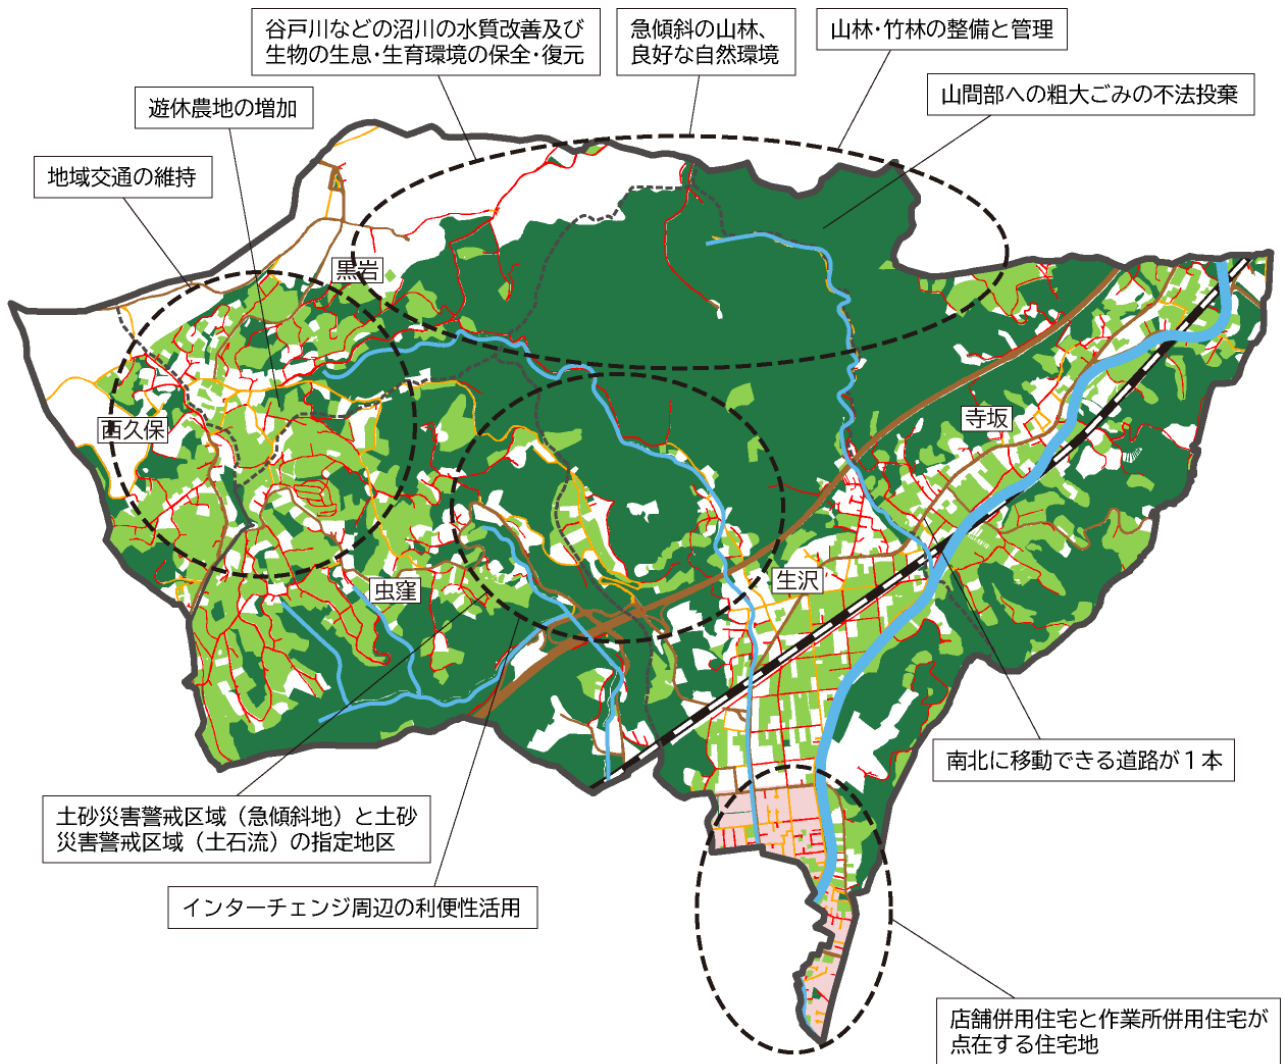 谷戸川などの沼川の水質改善及び
生物の生息・生育環境の保全・復元
急傾斜の山林、
良好な自然環境
山林・竹林の整備と管理
山間部への粗大ごみの不法投棄
遊休農地の増加
地域交通の維持
黒岩
西久保
寺坂
虫窪
生沢
南北に移動できる道路が１本
土砂災害警戒区域（急傾斜地）と土砂
災害警戒区域（土石流）の指定地区
インターチェンジ周辺の利便性活用
店舗併用住宅と作業所併用住宅が
点在する住宅地